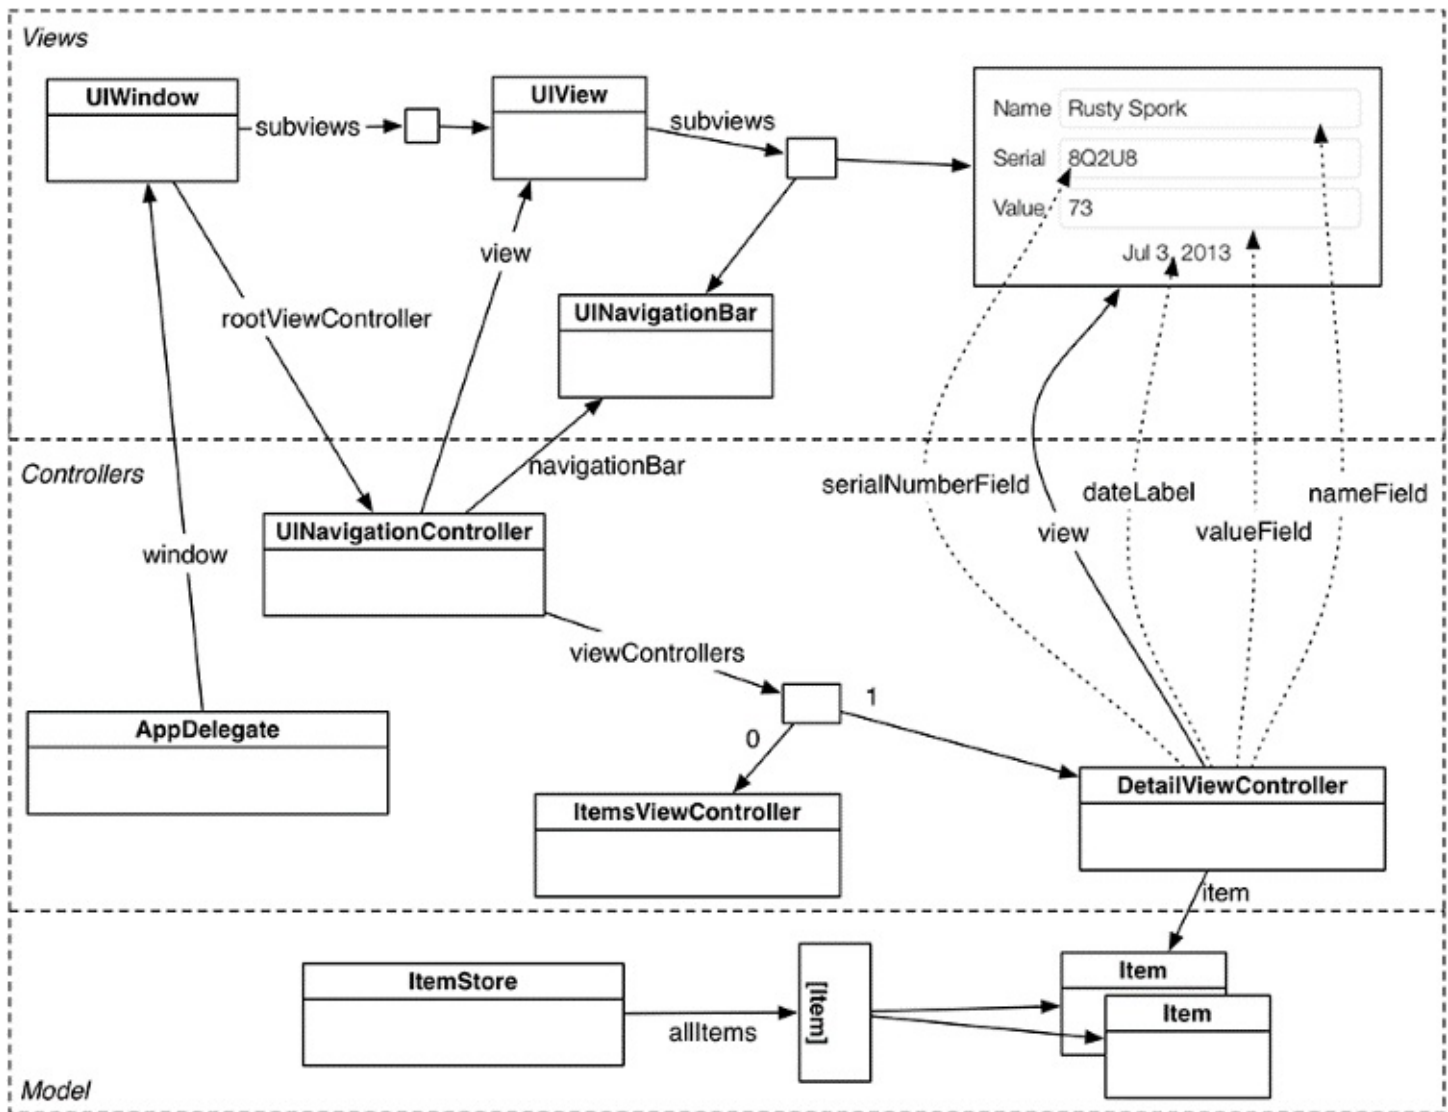 Views
UIWindow
subviews
UIView
subviews
Name Rusty Spork
Serial 8Q2U8
Value 73
Jul 3, 2013
view
rootViewController
UINavigationBar
Controllers
navigationBar
serialNumberField
dateLabel
nameField
view
valueField
UINavigationController
window
viewControllers
1
0
AppDelegate
ItemsViewController
DetailViewController
item
ItemStore
allItems
[Item]
Item
Item
Model